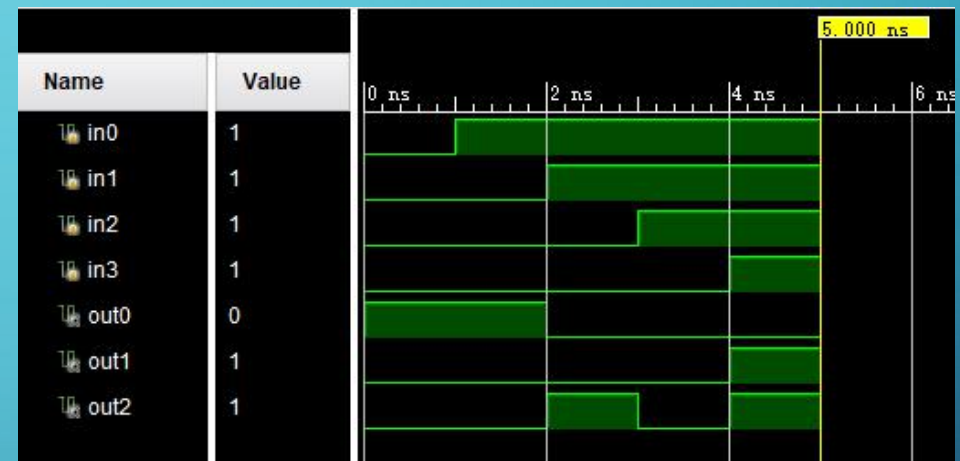 5.000 ns
Name Value
0 ns 2 ns 4 ns 6 ns
in0 1
in1 1
in2 1
in3 1
out0 0
out1 1
out2 1